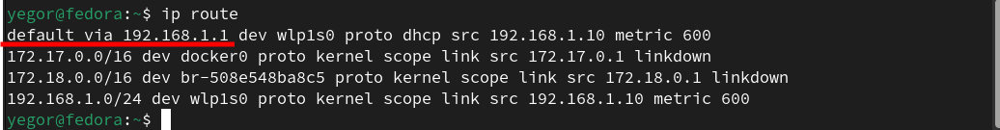 yegor@fedora:~$ ip route
default via 192.168.1.1 dev wlp1s0 proto dhcp src 192.168.1.10 metric 600
172.17.0.0/16 dev docker0 proto kernel scope link src 172.17.0.1 linkdown
172.18.0.0/16 dev br-508e548ba8c5 proto kernel scope link src 172.18.0.1 linkdown
192.168.1.0/24 dev wlp1s0 proto kernel scope link src 192.168.1.10 metric 600
yegor@fedora:~$